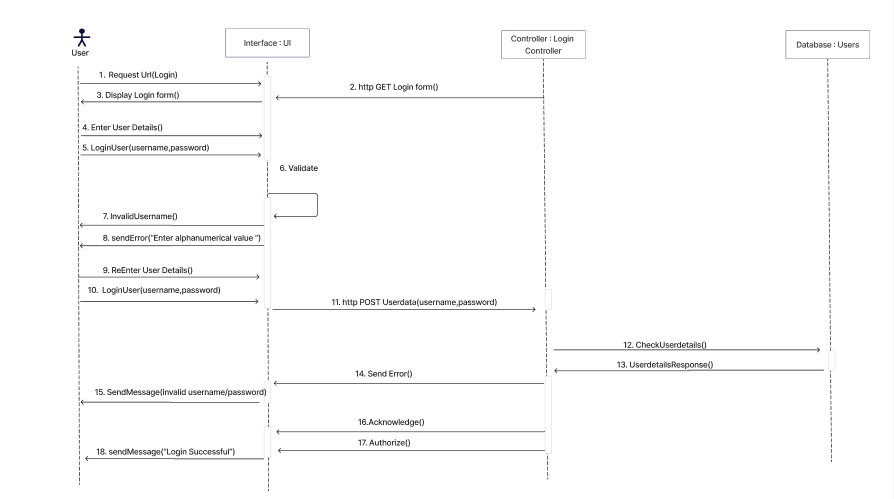 User
Interface : UI
Controller : Login
Controller
Database : Users
1. Request Url(Login)
2. http GET Login form()
3. Display Login form()
4. Enter User Details()
5. LoginUser(username,password)
6. Validate
7. InvalidUsername()
8. sendError("Enter alphanumerical value ")
9. ReEnter User Details()
10. LoginUser(username,password)
11. http POST Userdata(username,password)
12. CheckUserdetails()
13. UserdetailsResponse()
14. Send Error()
15. SendMessage(invalid username/password)
16.Acknowledge()
17. Authorize()
18. sendMessage("Login Successful")